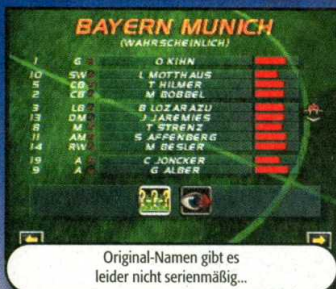 BAYERN MUNICH
(WAHRSCHEINLICH)
1 G O KIHN
10 SW L MOTTHAUS
5 CB T HILMER
2 CB M BOBBEL
3 LB B LOZARAZU
13 DM J JAREMIES
8 M T STRENZ
11 AM S AFFENBERG
14 RW M BESLER
19 A C JONCKER
9 A G ALBER
Original-Namen gibt es
leider nicht serienmäßig...